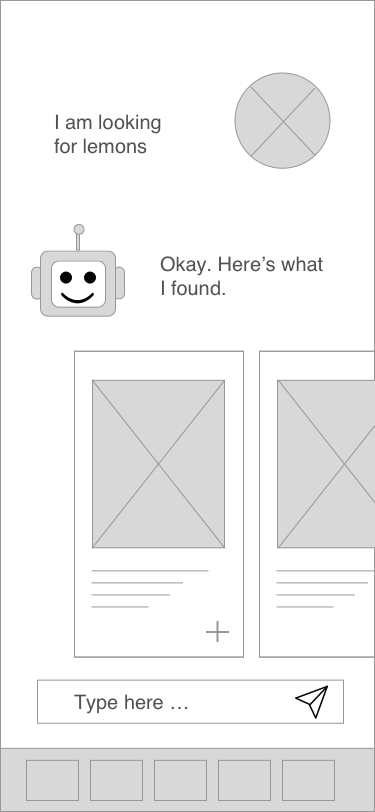 I am looking
for lemons
Okay. Here’s what
I found.
Type here …